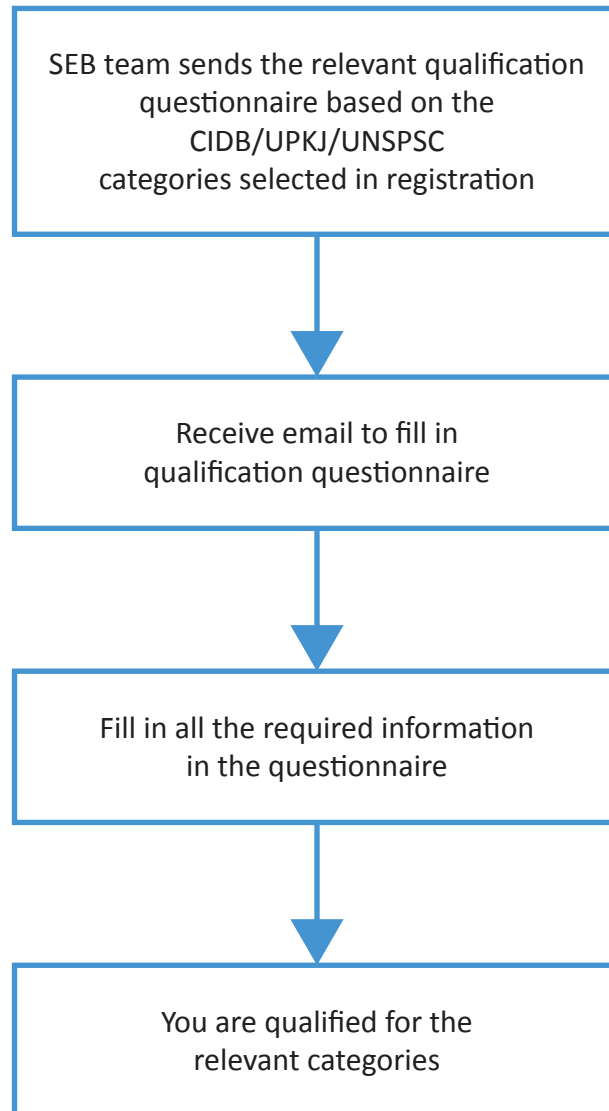 SEB team sends the relevant qualification
questionnaire based on the
CIDB/UPKJ/UNSPSC
categories selected in registration
Receive email to fill in
qualification questionnaire
Fill in all the required information
in the questionnaire
You are qualified for the
relevant categories